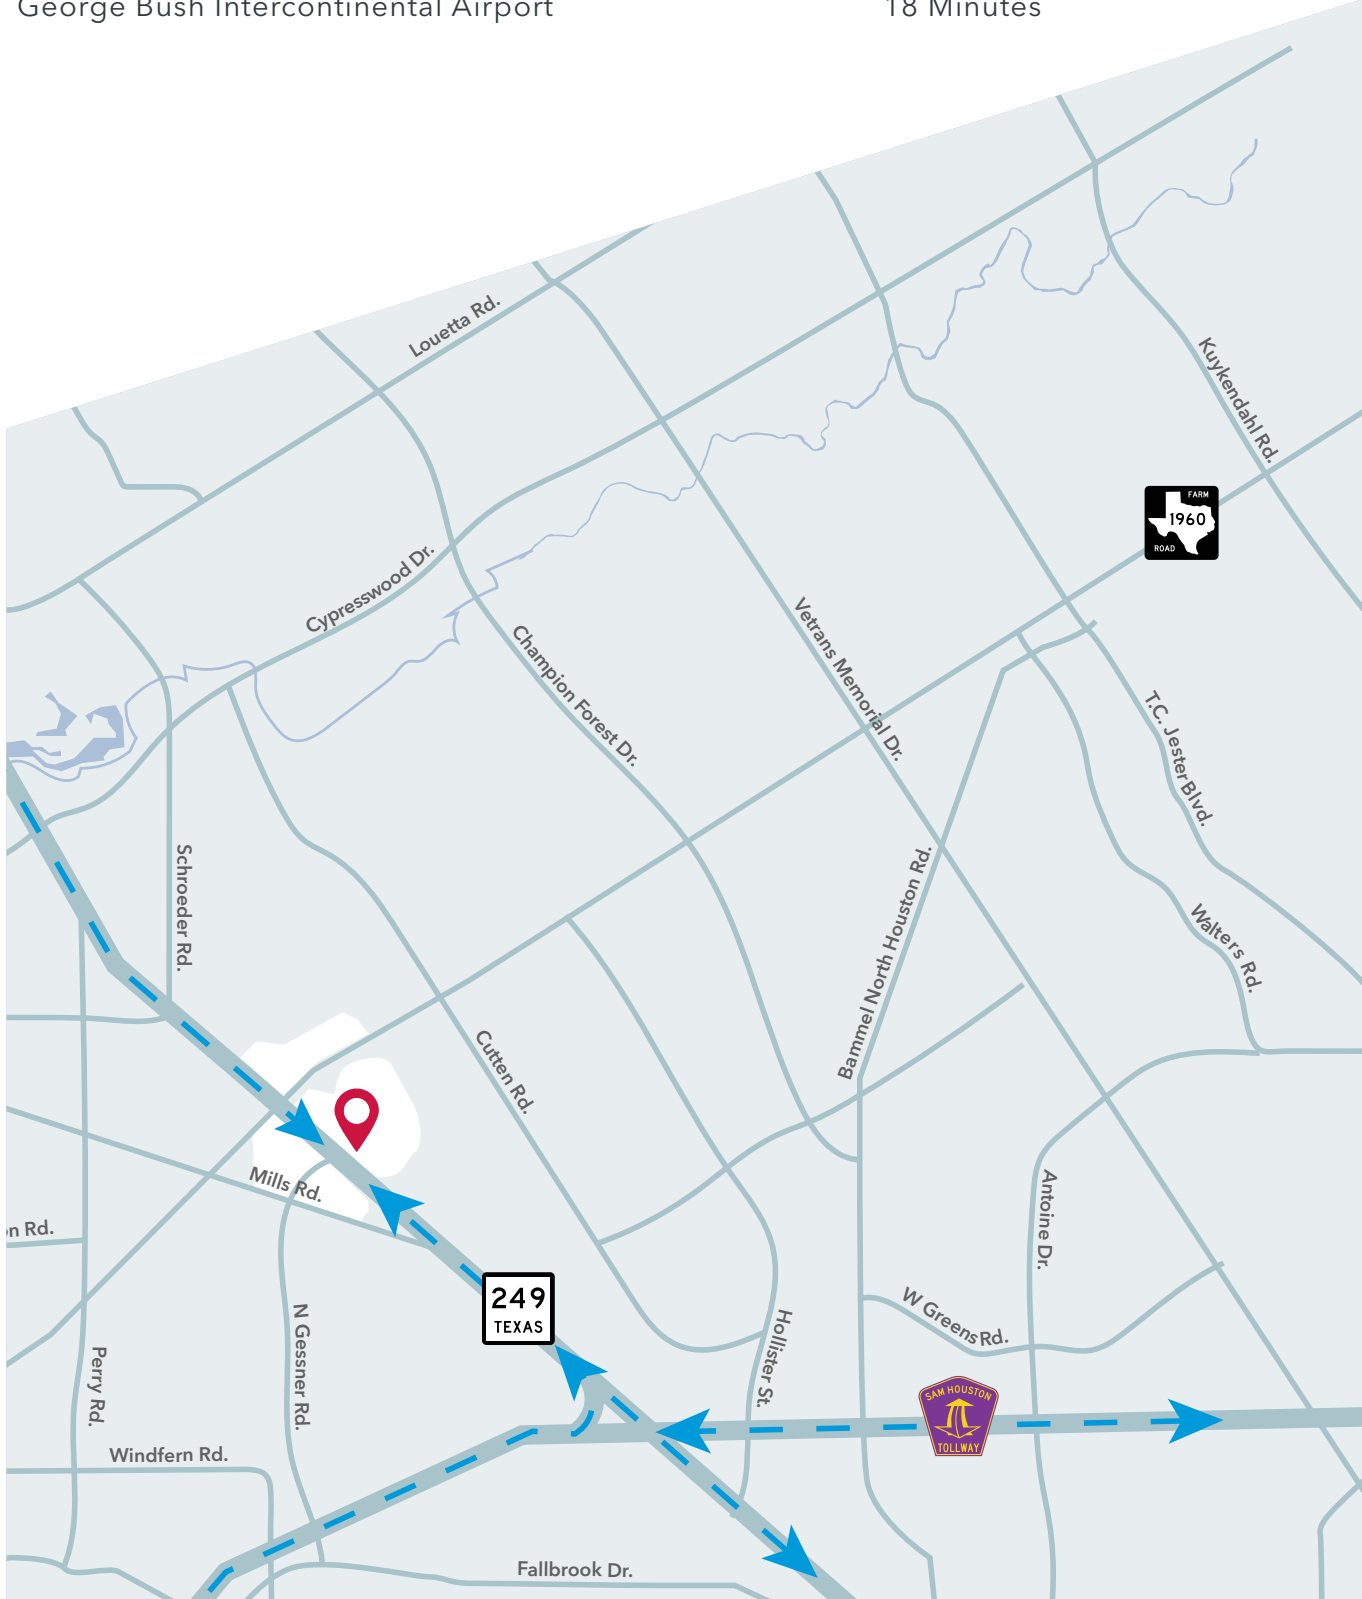 George Bush Intercontinental Airport 18 Minutes
Louetta Rd.
Kuykendahl Rd.
FARM
1960
ROAD
Cypresswood Dr.
Champion Forest Dr.
Vetrans Memorial Dr.
T.C. Jester Blvd.
Schroeder Rd.
Bammel North Houston Rd.
Walters Rd.
Cutten Rd.
Mills Rd.
on Rd.
Antoine Dr.
249
TEXAS
W Greens Rd.
N Gessner Rd.
Hollister St.
Perry Rd.
SAM HOUSTON
TOLLWAY
Windfern Rd.
Fallbrook Dr.